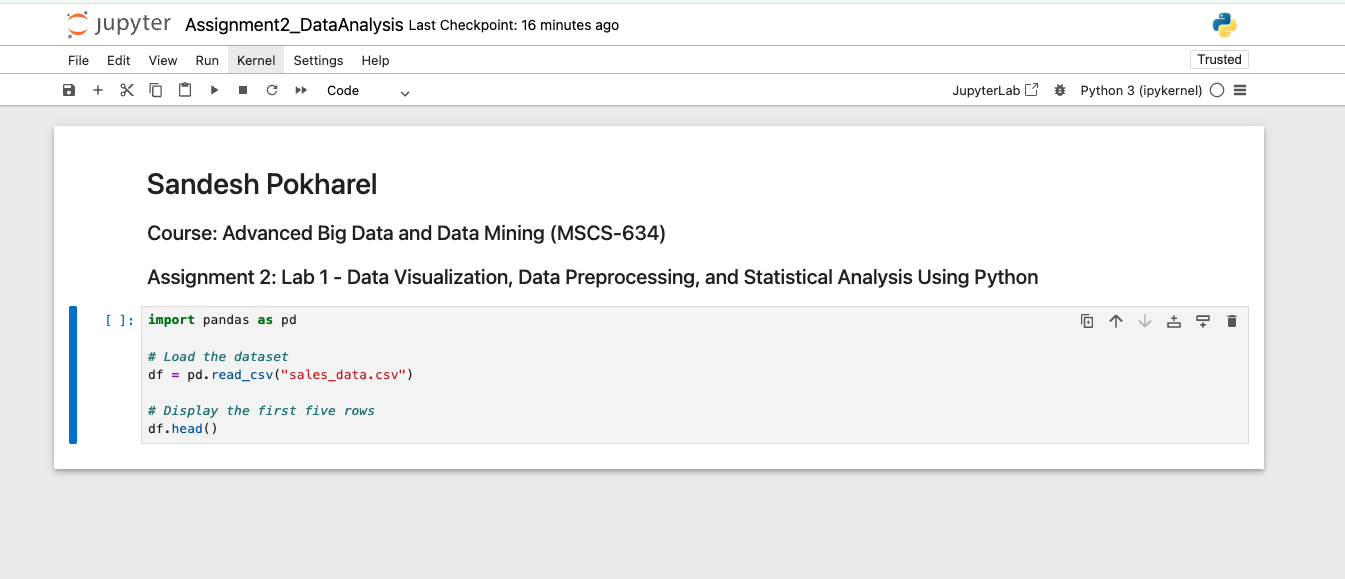 jupyter Assignment2_DataAnalysis Last Checkpoint: 16 minutes ago
File Edit View Run Kernel Settings Help Trusted
Code JupyterLab Python 3 (ipykernel)
Sandesh Pokharel
Course: Advanced Big Data and Data Mining (MSCS-634)
Assignment 2: Lab 1 - Data Visualization, Data Preprocessing, and Statistical Analysis Using Python
[ ]: import pandas as pd
# Load the dataset
df = pd.read_csv("sales_data.csv")
# Display the first five rows
df.head()